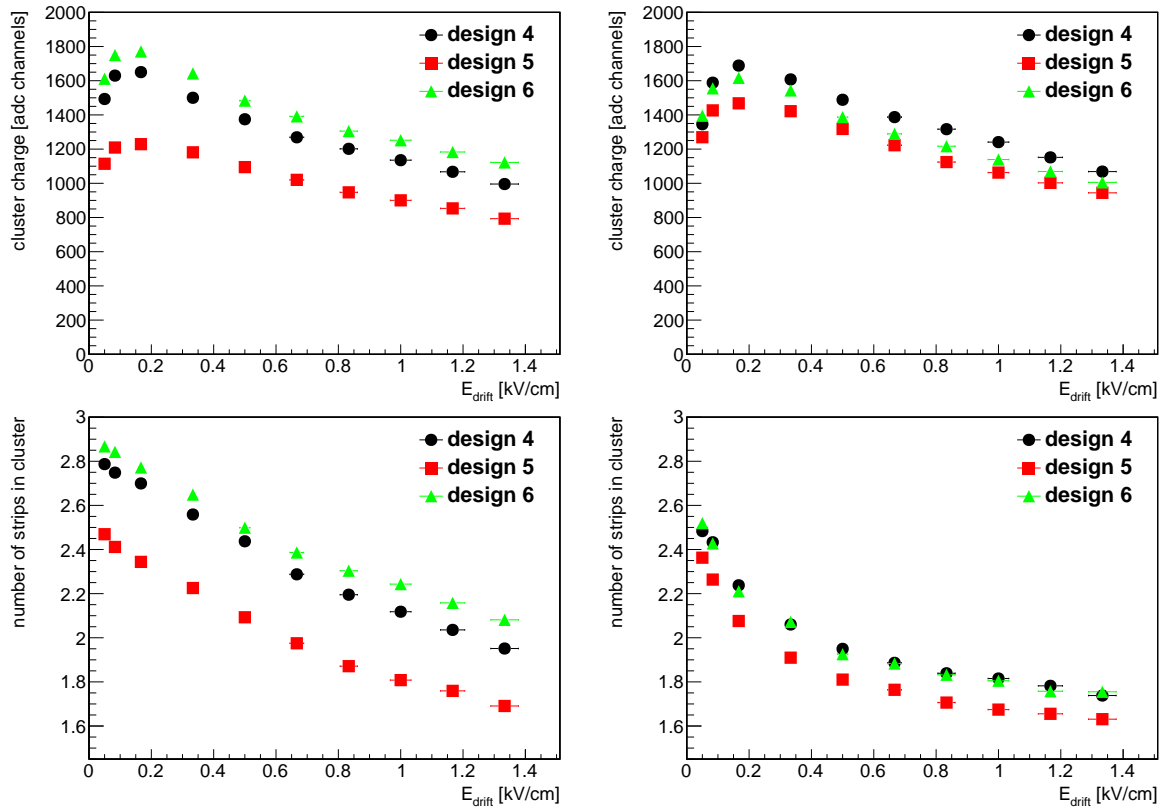 cluster charge [adc channels]
2000
1800
1600
1400
1200
1000
800
600
400
200
0
design 4
design 5
design 6
0 0.2 0.4 0.6 0.8 1 1.2 1.4
E_drift [kV/cm]
cluster charge [adc channels]
2000
1800
1600
1400
1200
1000
800
600
400
200
0
design 4
design 5
design 6
0 0.2 0.4 0.6 0.8 1 1.2 1.4
E_drift [kV/cm]
number of strips in cluster
3
2.8
2.6
2.4
2.2
2
1.8
1.6
design 4
design 5
design 6
0 0.2 0.4 0.6 0.8 1 1.2 1.4
E_drift [kV/cm]
number of strips in cluster
3
2.8
2.6
2.4
2.2
2
1.8
1.6
design 4
design 5
design 6
0 0.2 0.4 0.6 0.8 1 1.2 1.4
E_drift [kV/cm]